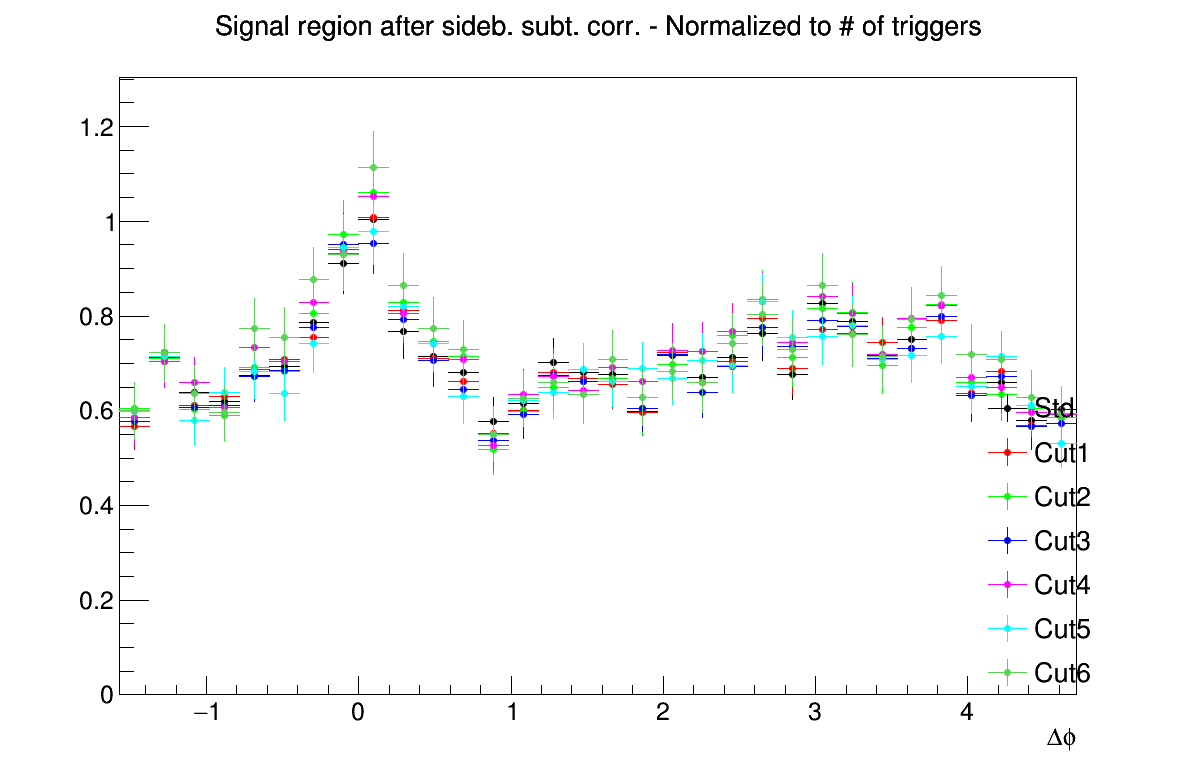 Signal region after sideb. subt. corr. - Normalized to # of triggers
1.2
1
0.8
0.6
0.4
0.2
0
Std
Cut1
Cut2
Cut3
Cut4
Cut5
Cut6
−1 0 1 2 3 4
Δϕ